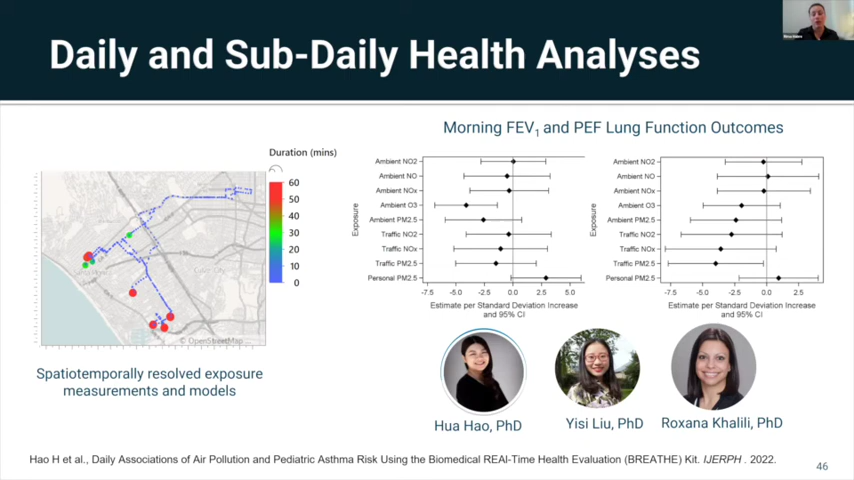 Daily and Sub-Daily Health Analyses
Morning FEV1 and PEF Lung Function Outcomes
Duration (mins)
60
50
40
30
20
10
0
© OpenStreetMap
Spatiotemporally resolved exposure
measurements and models
Exposure
Ambient NO2
Ambient NO
Ambient NOx
Ambient O3
Ambient PM2.5
Traffic NO2
Traffic NOx
Traffic PM2.5
Personal PM2.5
-7.5 -5.0 -2.5 0.0 2.5 5.0
Estimate per Standard Deviation Increase
and 95% CI
Exposure
Ambient NO2
Ambient NO
Ambient NOx
Ambient O3
Ambient PM2.5
Traffic NO2
Traffic NOx
Traffic PM2.5
Personal PM2.5
-7.5 -5.0 -2.5 0.0 2.5
Estimate per Standard Deviation Increase
and 95% CI
Hua Hao, PhD
Yisi Liu, PhD
Roxana Khalili, PhD
Hao H et al., Daily Associations of Air Pollution and Pediatric Asthma Risk Using the Biomedical REAl-Time Health Evaluation (BREATHE) Kit. IJERPH . 2022.
46